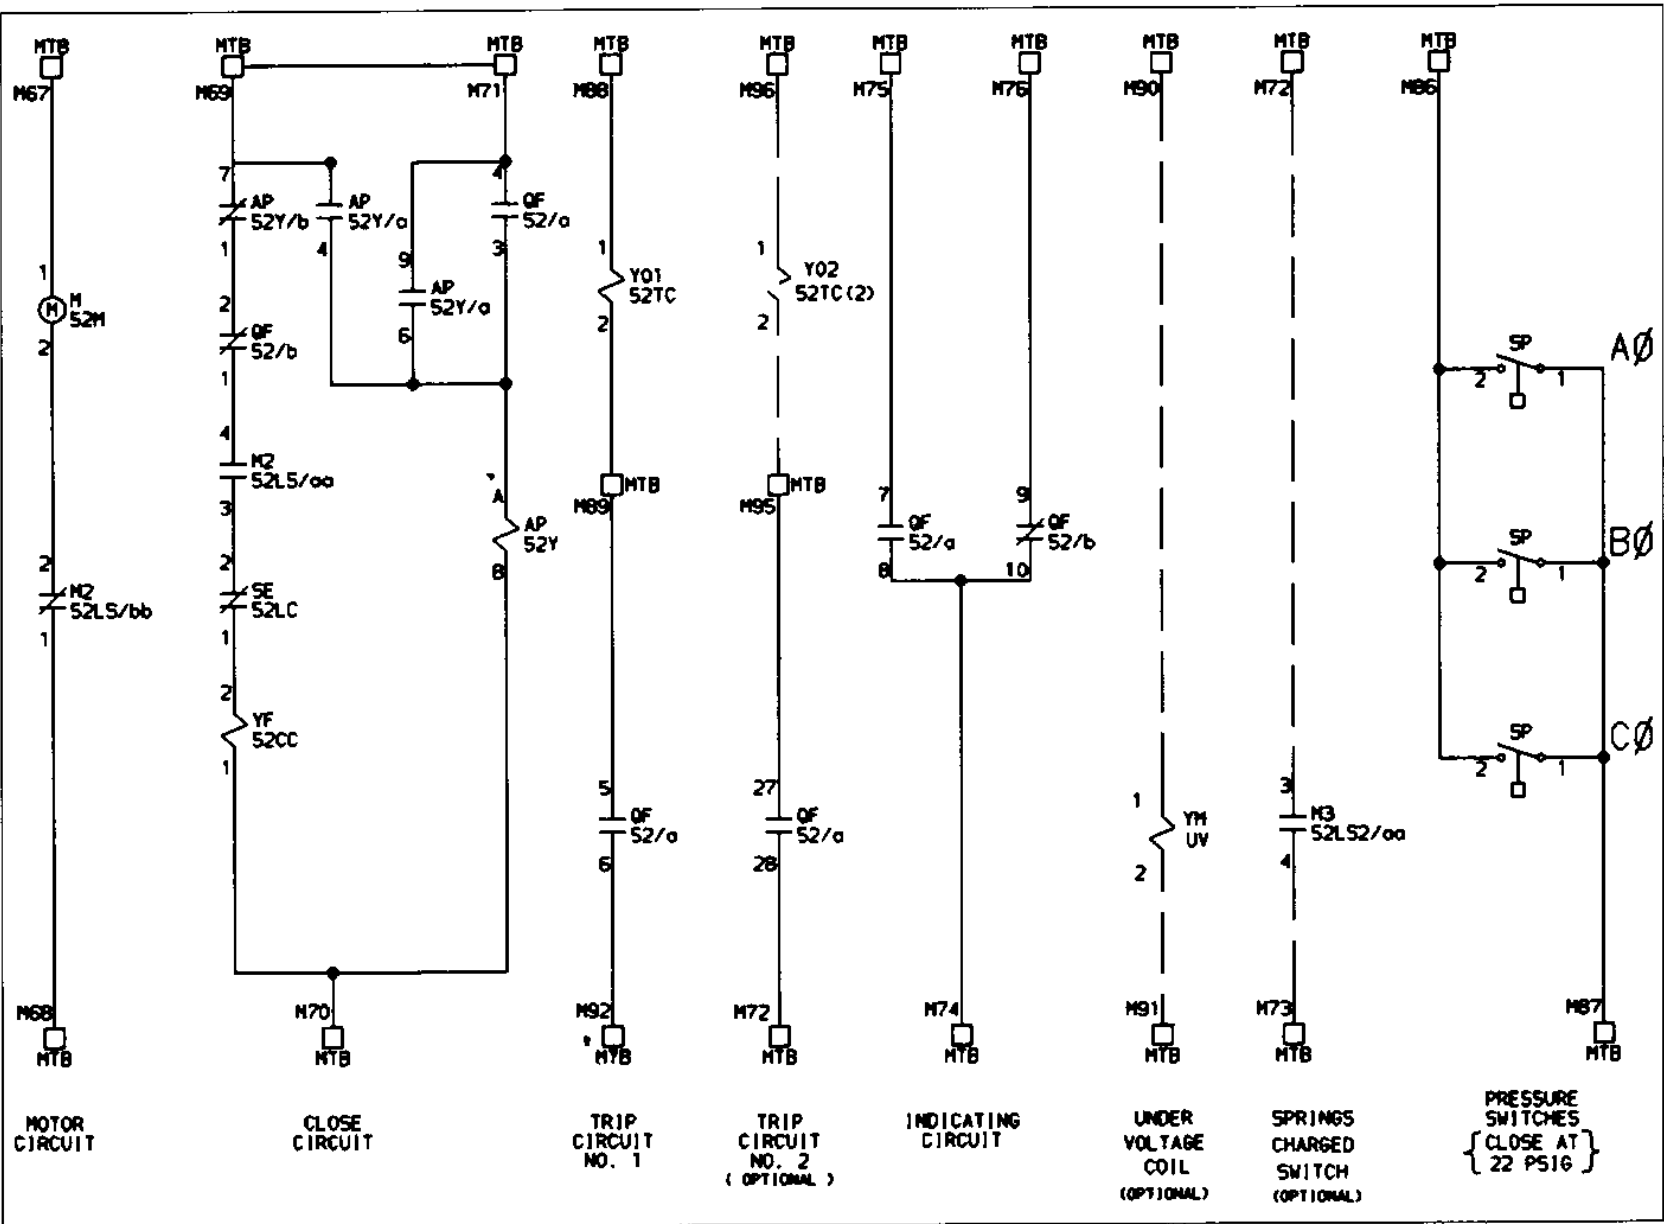 MTB MTB MTB MTB MTB MTB MTB MTB MTB MTB
M67 M69 M71 M88 M96 M75 M76 M90 M72 M86
7
AP
52Y/b
1
AP
52Y/a
4
4
QF
52/a
3
9
AP
52Y/a
6
1
M
M
52M
2
2
QF
52/b
1
4
M2
52LS/aa
3
2
SE
52LC
1
2
YF
52CC
1
2
M2
52LS/bb
1
A
AP
52Y
B
1
YO1
52TC
2
MTB
M89
5
QF
52/a
6
1
YO2
52TC(2)
2
MTB
M95
27
QF
52/a
28
7
QF
52/a
8
9
QF
52/b
10
1
YM
UV
2
3
M3
52LS2/aa
4
SP
AØ
2 1
SP
BØ
2 1
SP
CØ
2 1
M68 M70 M92 M72 M74 M91 M73 M87
MTB MTB MTB MTB MTB MTB MTB MTB
MOTOR
CIRCUIT
CLOSE
CIRCUIT
TRIP
CIRCUIT
NO. 1
TRIP
CIRCUIT
NO. 2
( OPTIONAL )
INDICATING
CIRCUIT
UNDER
VOLTAGE
COIL
(OPTIONAL)
SPRINGS
CHARGED
SWITCH
(OPTIONAL)
PRESSURE
SWITCHES
{ CLOSE AT }
22 PSIG